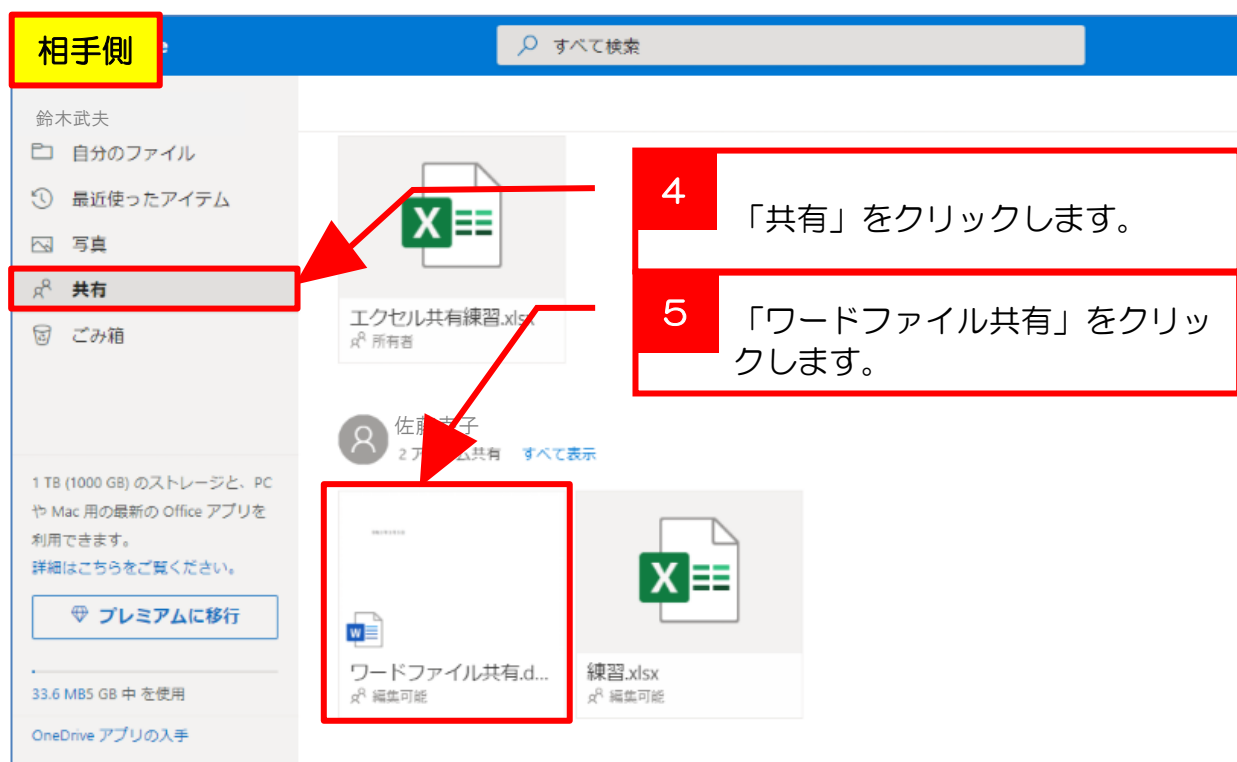 相手側
すべて検索
鈴木武夫
自分のファイル
最近使ったアイテム
写真
共有
ごみ箱
1 TB (1000 GB) のストレージと、PC
や Mac 用の最新の Office アプリを
利用できます。
詳細はこちらをご覧ください。
プレミアムに移行
33.6 MB5 GB 中 を使用
OneDrive アプリの入手
エクセル共有練習.xlsx
所有者
4
「共有」をクリックします。
5
「ワードファイル共有」をクリッ
クします。
佐 子
2 ア ム共有 すべて表示
ワードファイル共有.d...
編集可能
練習.xlsx
編集可能